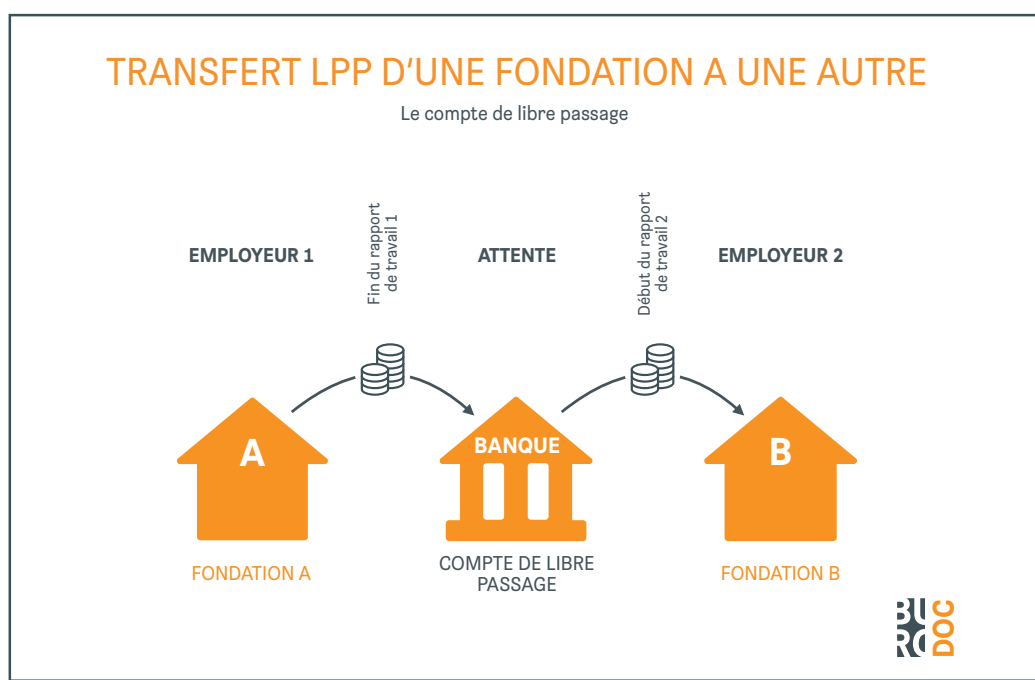 TRANSFERT LPP D'UNE FONDATION A UNE AUTRE
Le compte de libre passage
EMPLOYEUR 1
Fin du rapport
de travail 1
ATTENTE
Début du rapport
de travail 2
EMPLOYEUR 2
A
BANQUE
B
FONDATION A
COMPTE DE LIBRE
PASSAGE
FONDATION B
BU
RO
DOC